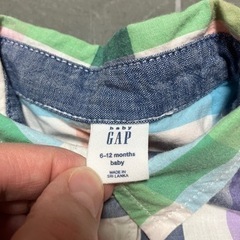 baby
GAP
6-12 months
baby
MADE IN
SRI LANKA